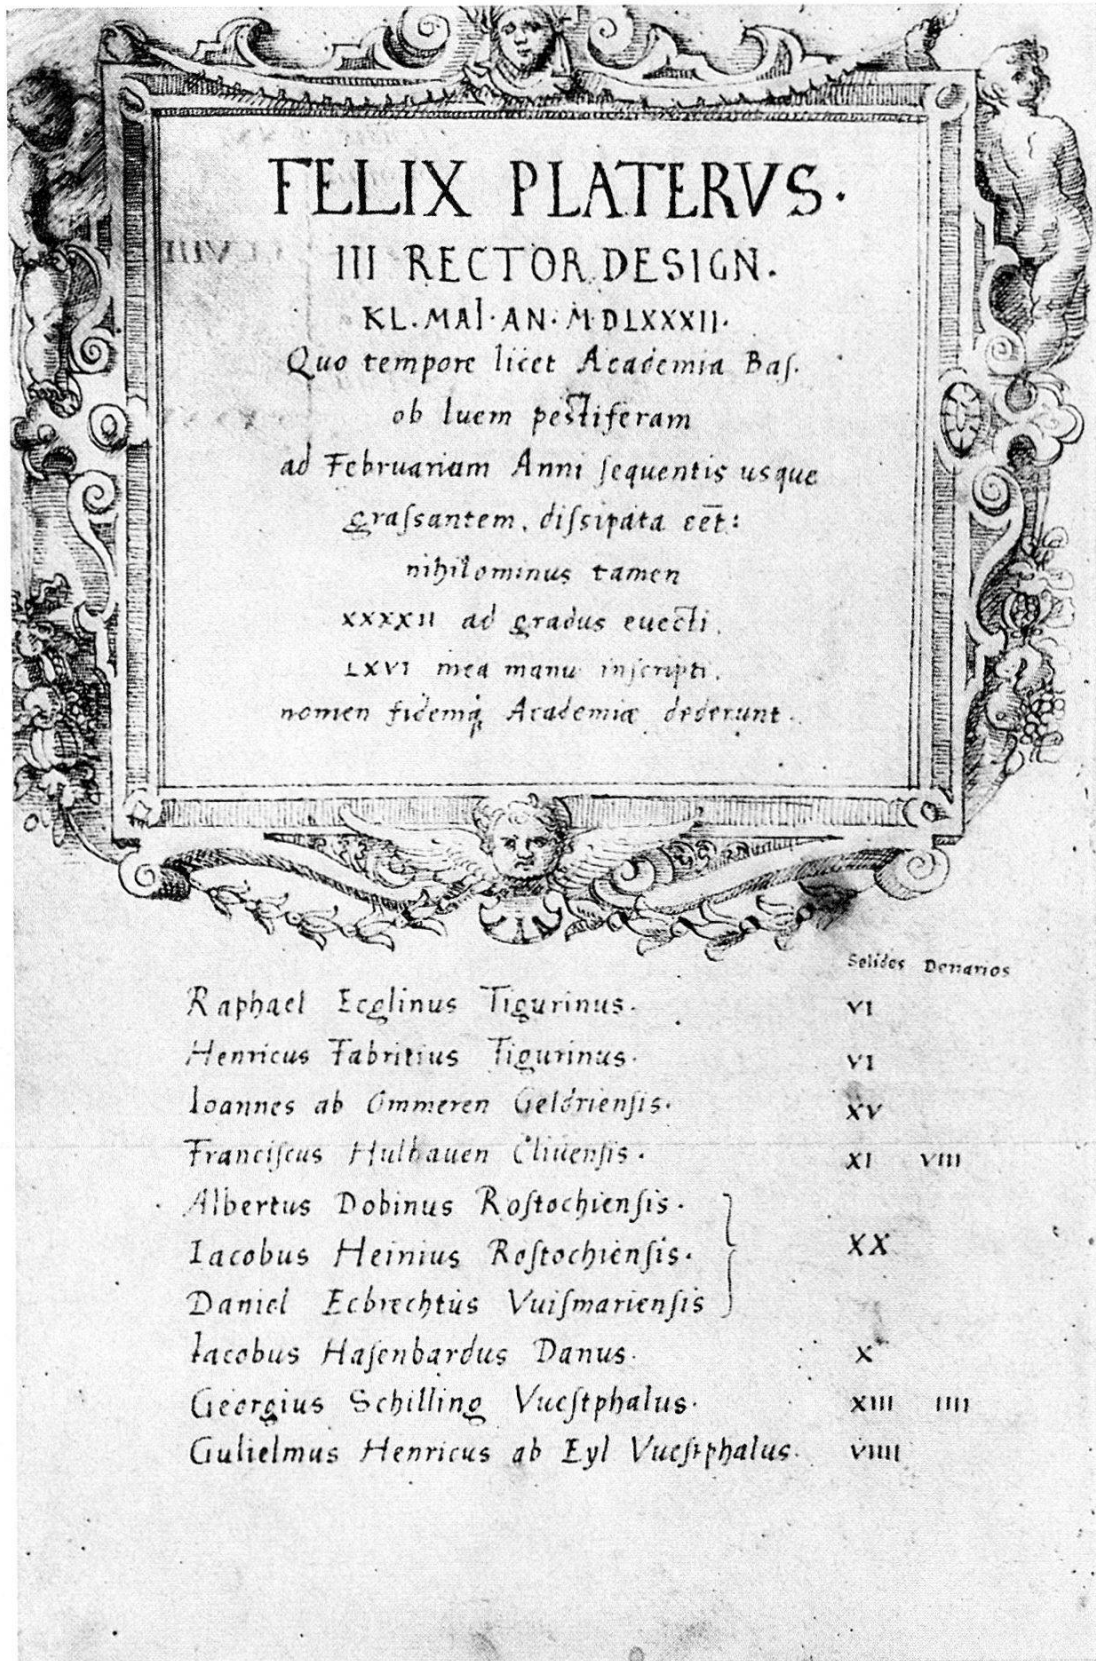 FELIX PLATERVS.
III RECTOR DESIGN.
KL. MAI. AN. MDLXXXII.
Quo tempore licet Academia Baſ.
ob luem peſtiferam
ad Februarium Anni ſequentis usque
graſsantem, diſsipata eēt:
nihilominus tamen
XXXXII ad gradus euecti,
LXVI mea manu inſcripti,
nomen fidemq; Academiæ dederunt.
Solidos Denarios
Raphael Ecglinus Tigurinus. VI
Henricus Fabritius Tigurinus. VI
Ioannes ab Ommeren Geldrienſis. XV
Franciſcus Hulhauen Cliuenſis. XI VIII
Albertus Dobinus Roſtochienſis.
Iacobus Heinius Roſtochienſis. XX
Daniel Ecbrechtus Vuiſmarienſis
Iacobus Haſenbardus Danus. X
Georgius Schilling Vueſtphalus. XIII IIII
Gulielmus Henricus ab Eyl Vueſtphalus. VIIII